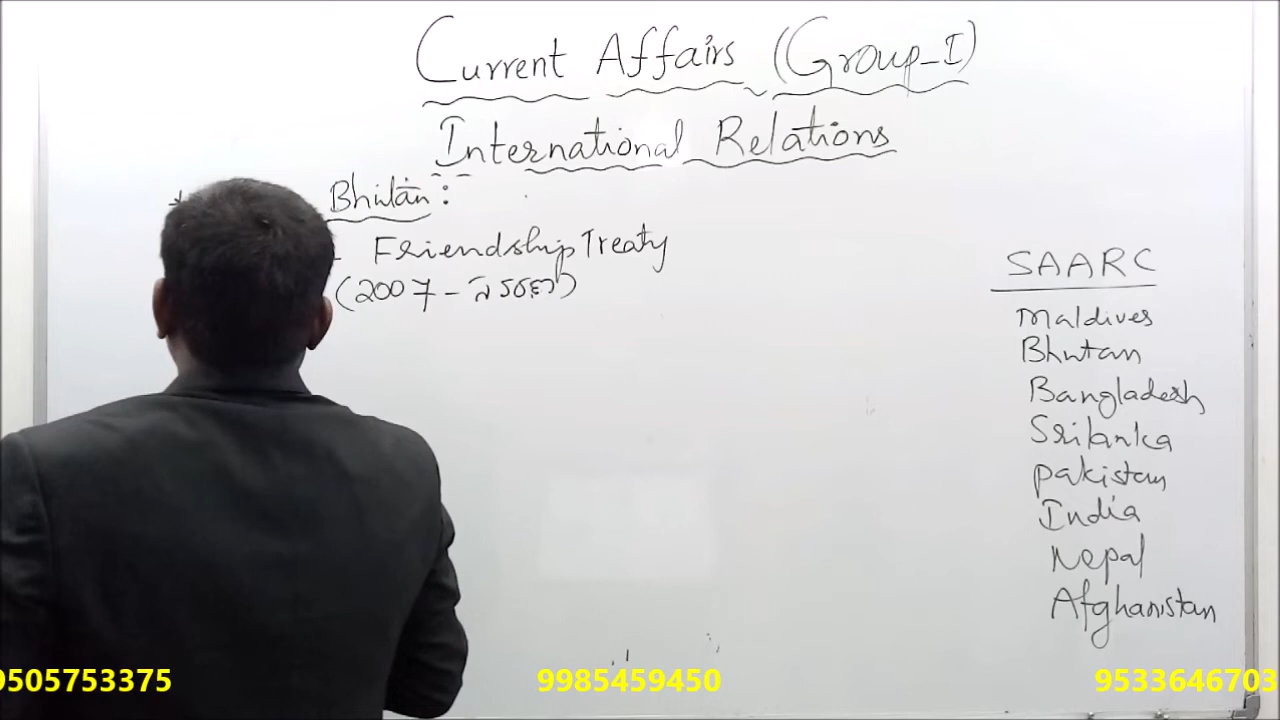 Current Affairs (Group-I)
International Relations
Bhutan:
Friendship Treaty
(2007 - సవరణ)
SAARC
Maldives
Bhutan
Bangladesh
Srilanka
Pakistan
India
Nepal
Afghanistan
9505753375
9985459450
9533646703